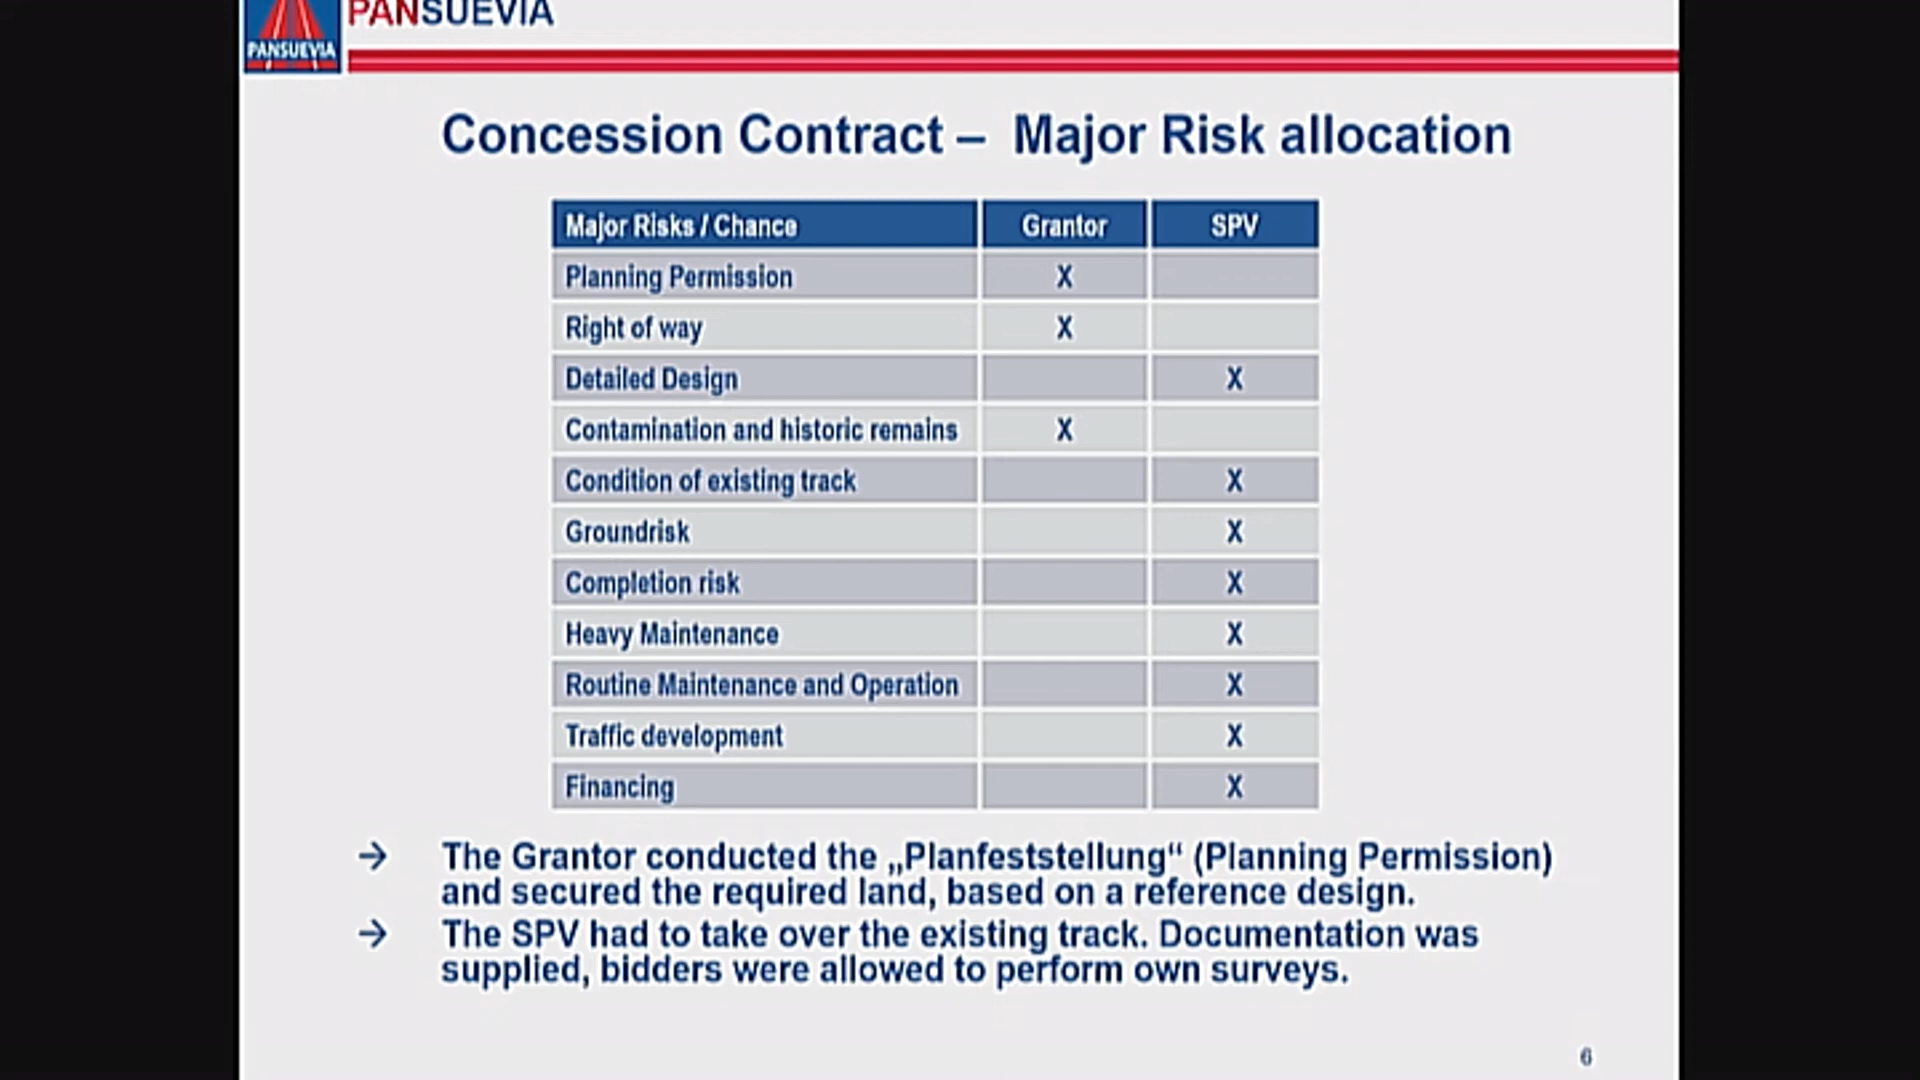 PANSUEVIA
PANSUEVIA
Concession Contract – Major Risk allocation
Major Risks / Chance Grantor SPV
Planning Permission X
Right of way X
Detailed Design X
Contamination and historic remains X
Condition of existing track X
Groundrisk X
Completion risk X
Heavy Maintenance X
Routine Maintenance and Operation X
Traffic development X
Financing X
→ The Grantor conducted the „Planfeststellung“ (Planning Permission)
and secured the required land, based on a reference design.
→ The SPV had to take over the existing track. Documentation was
supplied, bidders were allowed to perform own surveys.
6